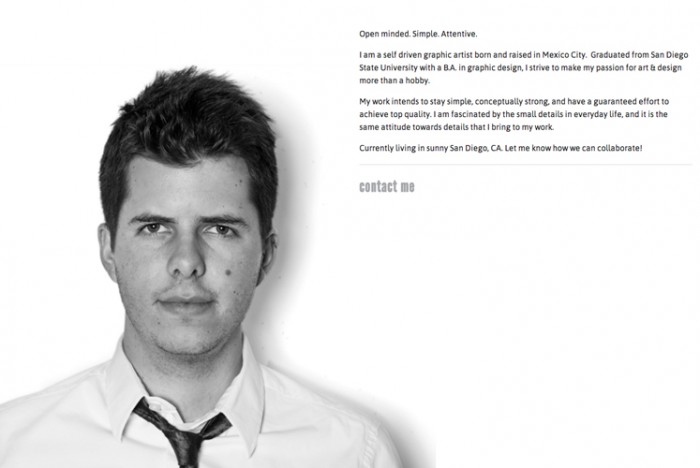 Open minded. Simple. Attentive.
I am a self driven graphic artist born and raised in Mexico City. Graduated from San Diego
State University with a B.A. in graphic design, I strive to make my passion for art & design
more than a hobby.
My work intends to stay simple, conceptually strong, and have a guaranteed effort to
achieve top quality. I am fascinated by the small details in everyday life, and it is the
same attitude towards details that I bring to my work.
Currently living in sunny San Diego, CA. Let me know how we can collaborate!
contact me